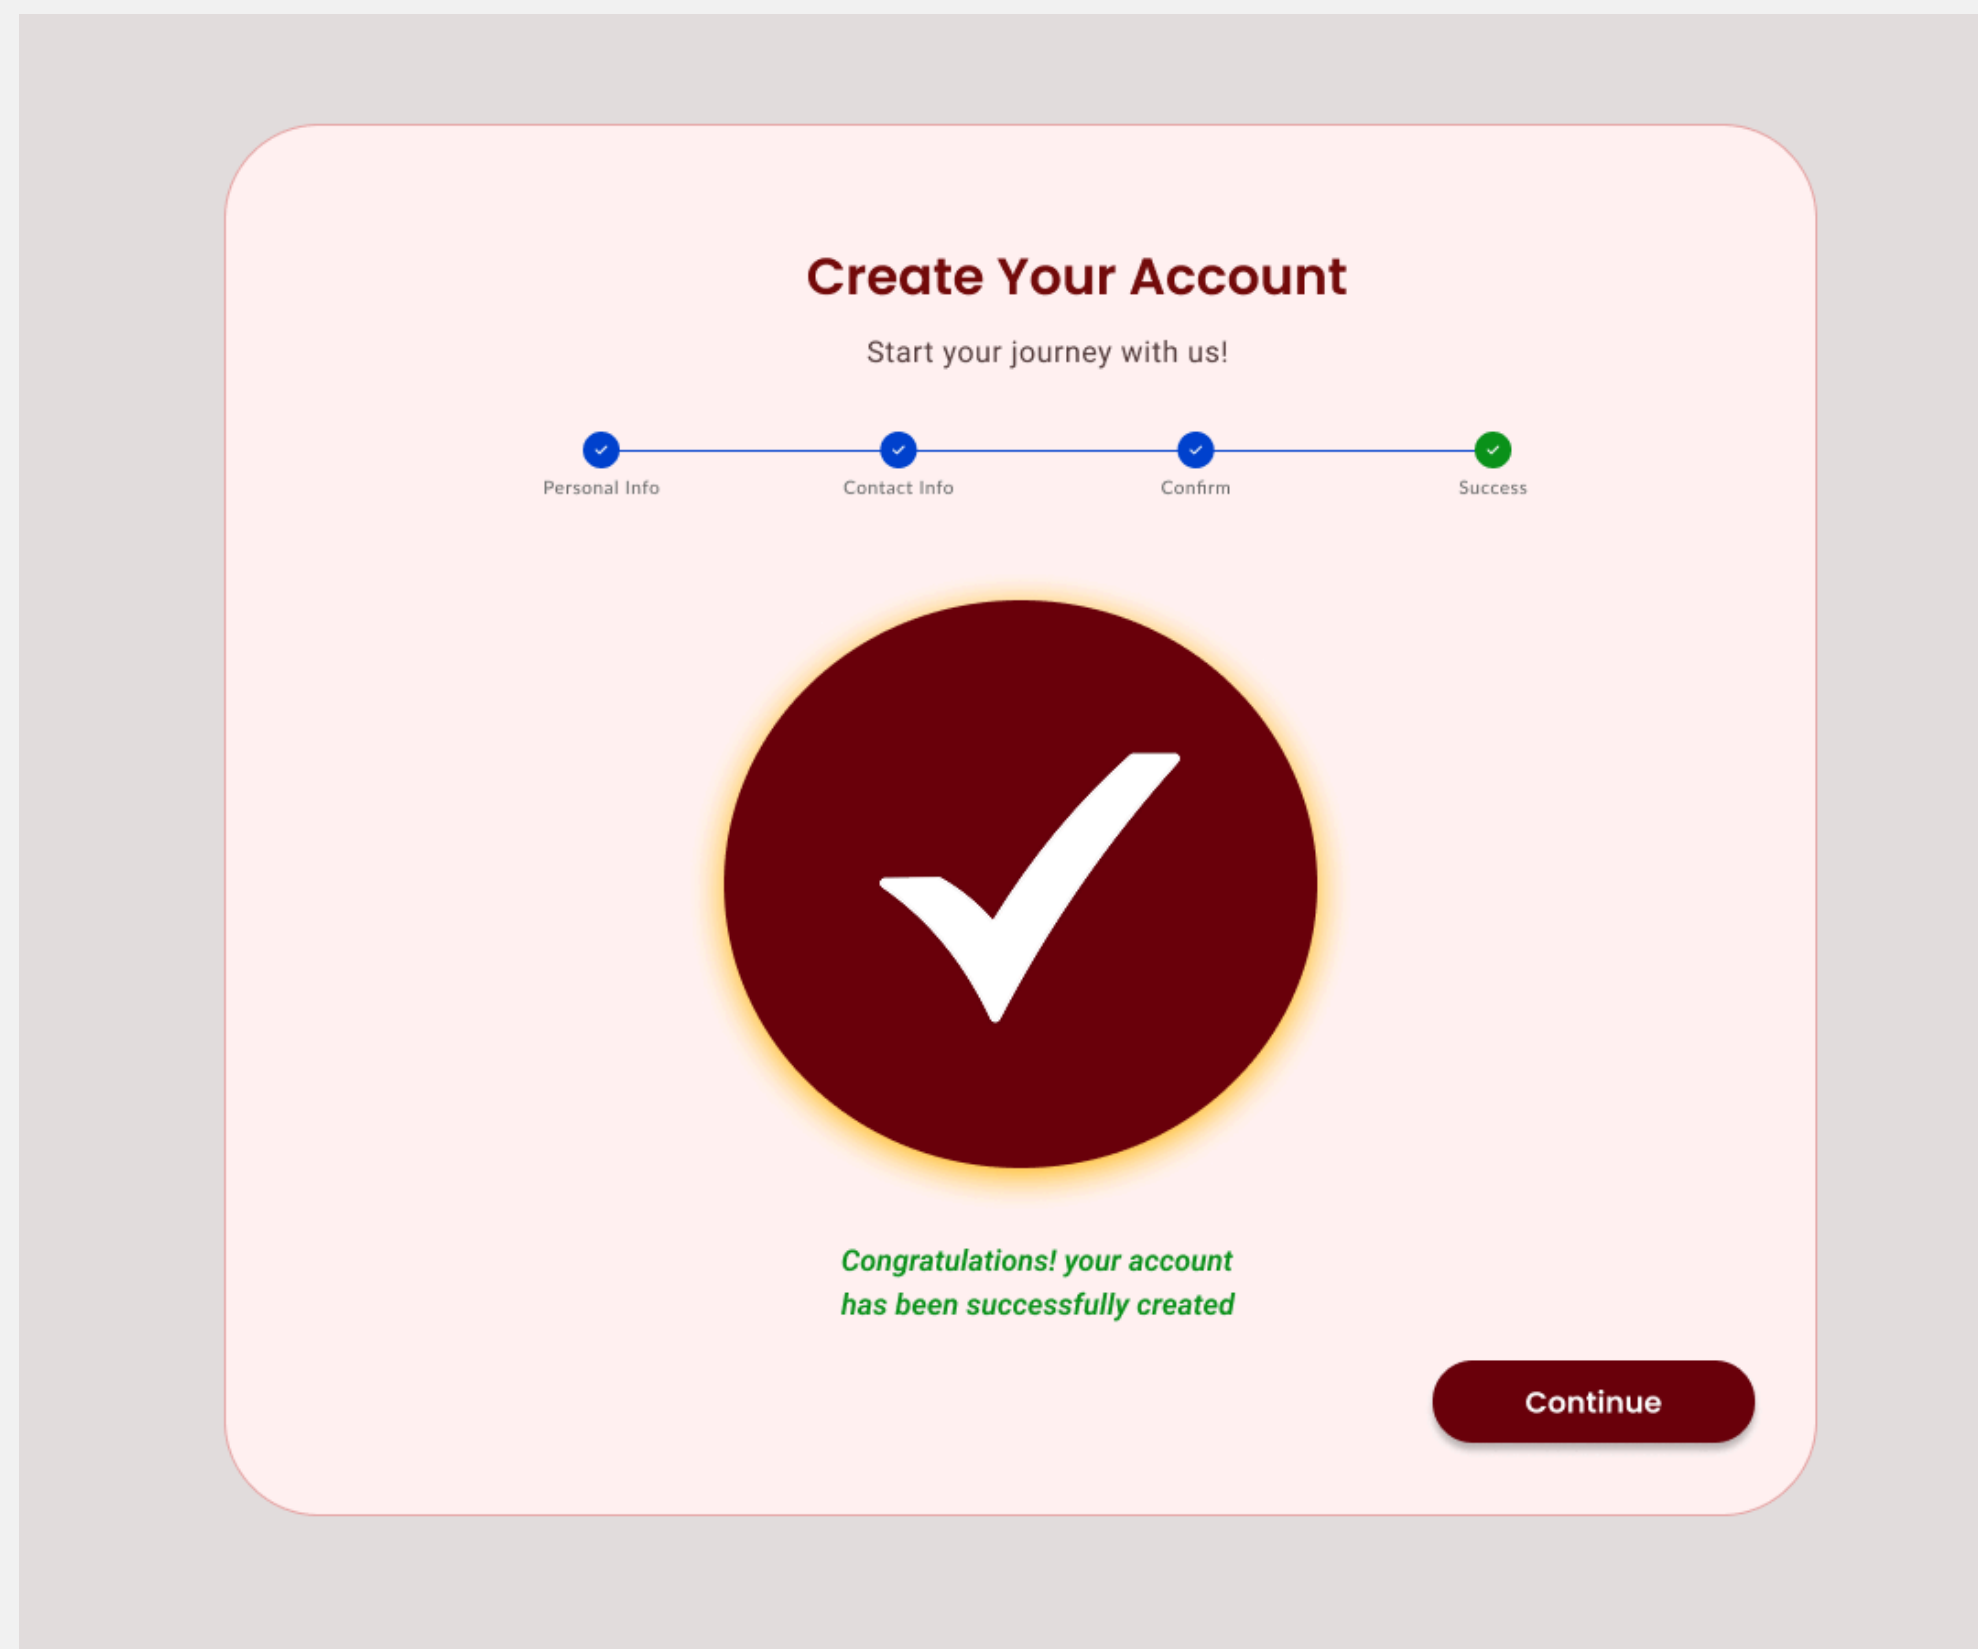 Create Your Account
Start your journey with us!
Personal Info
Contact Info
Confirm
Success
Congratulations! your account
has been successfully created
Continue